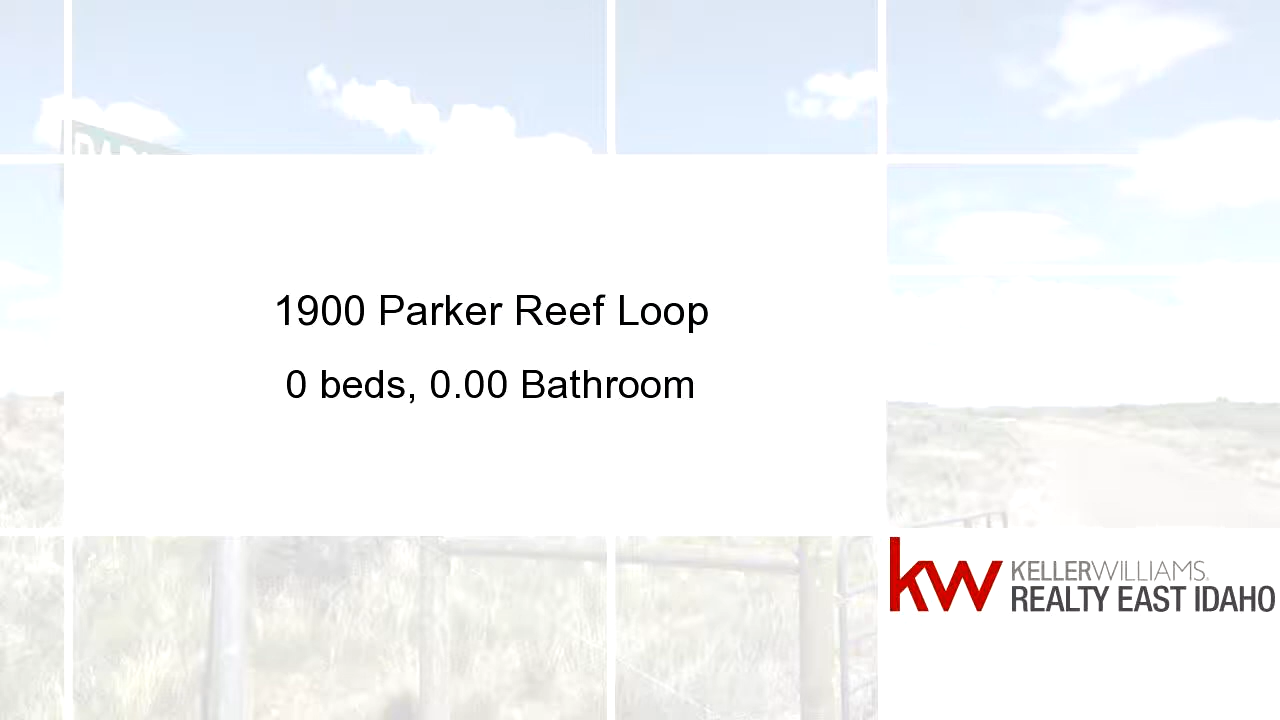 1900 Parker Reef Loop
0 beds, 0.00 Bathroom
kw KELLERWILLIAMS.
REALTY EAST IDAHO